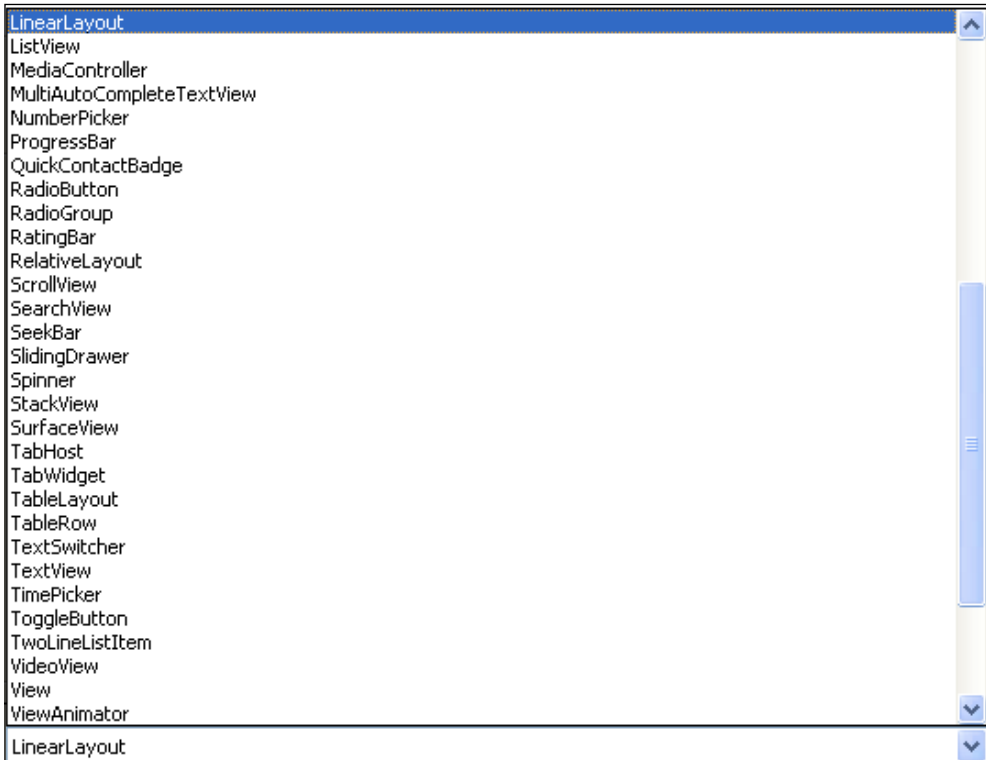 LinearLayout
ListView
MediaController
MultiAutoCompleteTextView
NumberPicker
ProgressBar
QuickContactBadge
RadioButton
RadioGroup
RatingBar
RelativeLayout
ScrollView
SearchView
SeekBar
SlidingDrawer
Spinner
StackView
SurfaceView
TabHost
TabWidget
TableLayout
TableRow
TextSwitcher
TextView
TimePicker
ToggleButton
TwoLineListItem
VideoView
View
ViewAnimator
LinearLayout